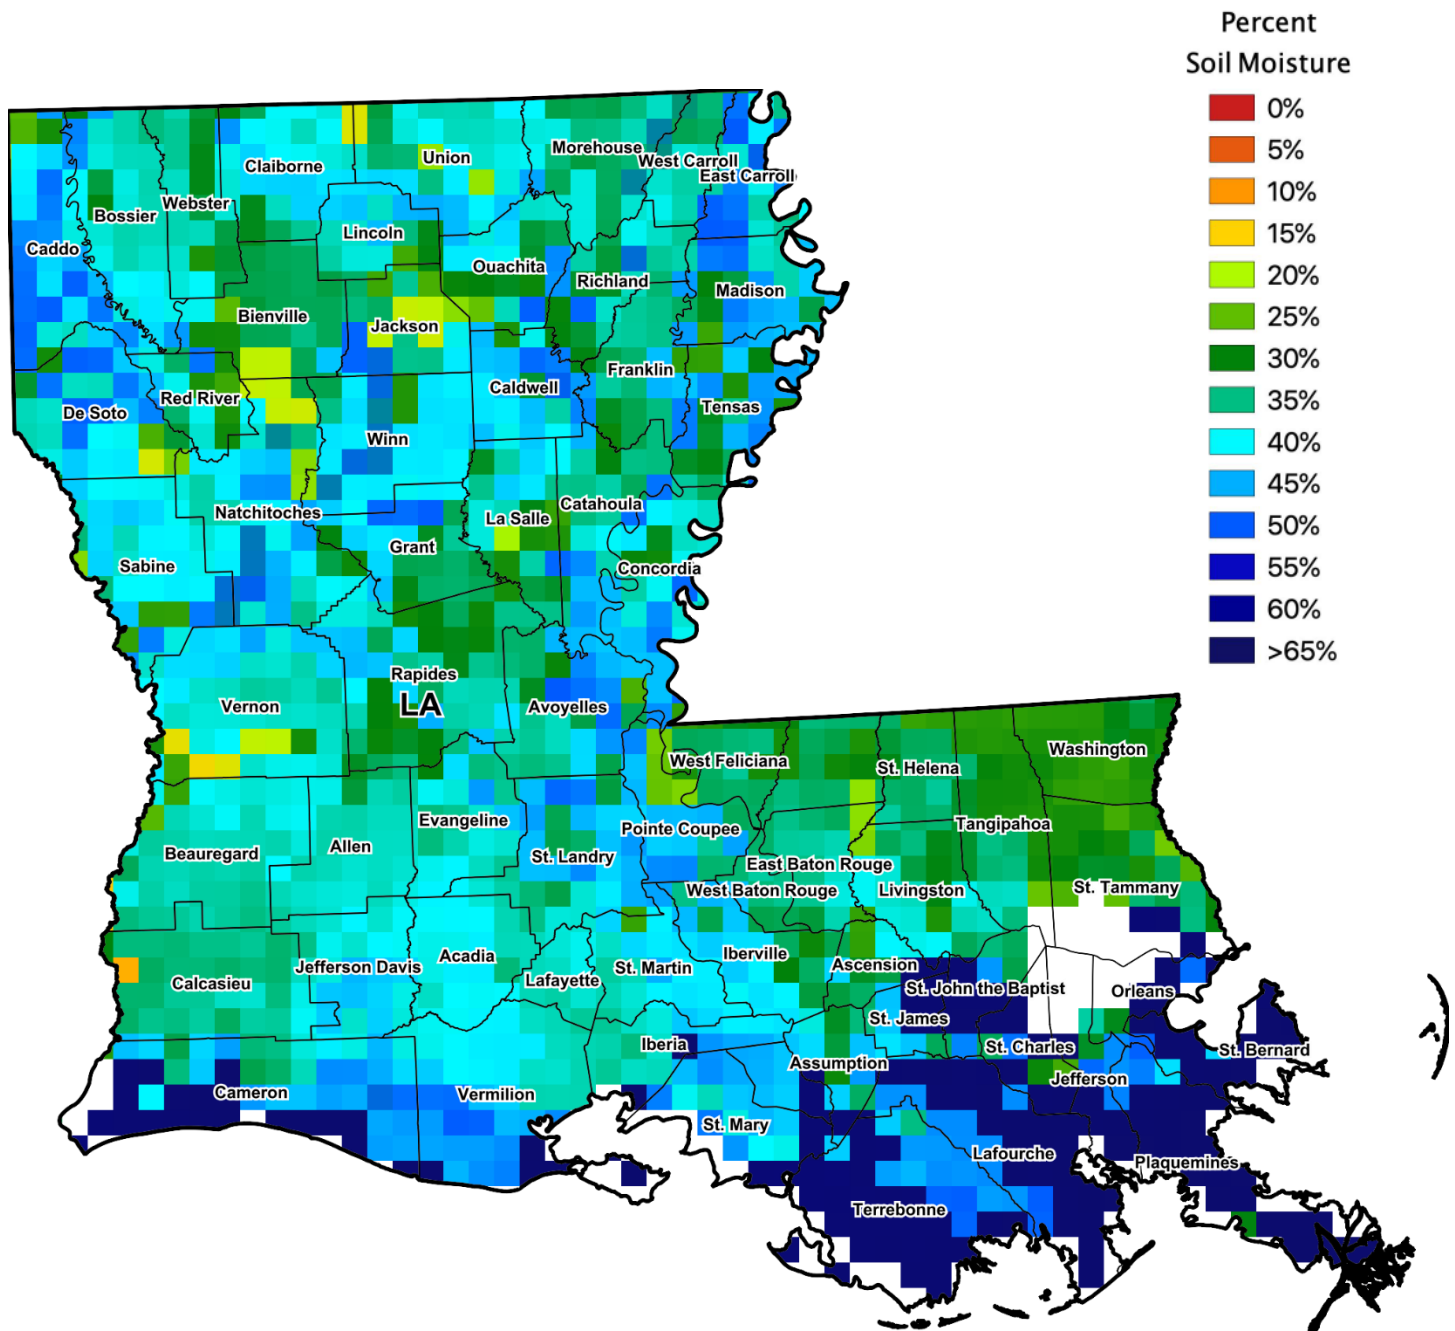 Percent
Soil Moisture
0%
5%
10%
15%
20%
25%
30%
35%
40%
45%
50%
55%
60%
>65%
Claiborne
Union
Morehouse
West Carroll
East Carroll
Bossier
Webster
Lincoln
Caddo
Ouachita
Richland
Madison
Bienville
Jackson
Franklin
Caldwell
Red River
De Soto
Tensas
Winn
Natchitoches
La Salle
Catahoula
Grant
Sabine
Concordia
Rapides
LA
Vernon
Avoyelles
West Feliciana
St. Helena
Washington
Evangeline
Pointe Coupee
Tangipahoa
Allen
Beauregard
St. Landry
East Baton Rouge
West Baton Rouge
Livingston
St. Tammany
Acadia
Iberville
Jefferson Davis
St. Martin
Ascension
Calcasieu
Lafayette
St. John the Baptist
Orleans
St. James
Iberia
St. Charles
St. Bernard
Assumption
Jefferson
Cameron
Vermilion
St. Mary
Lafourche
Plaquemines
Terrebonne